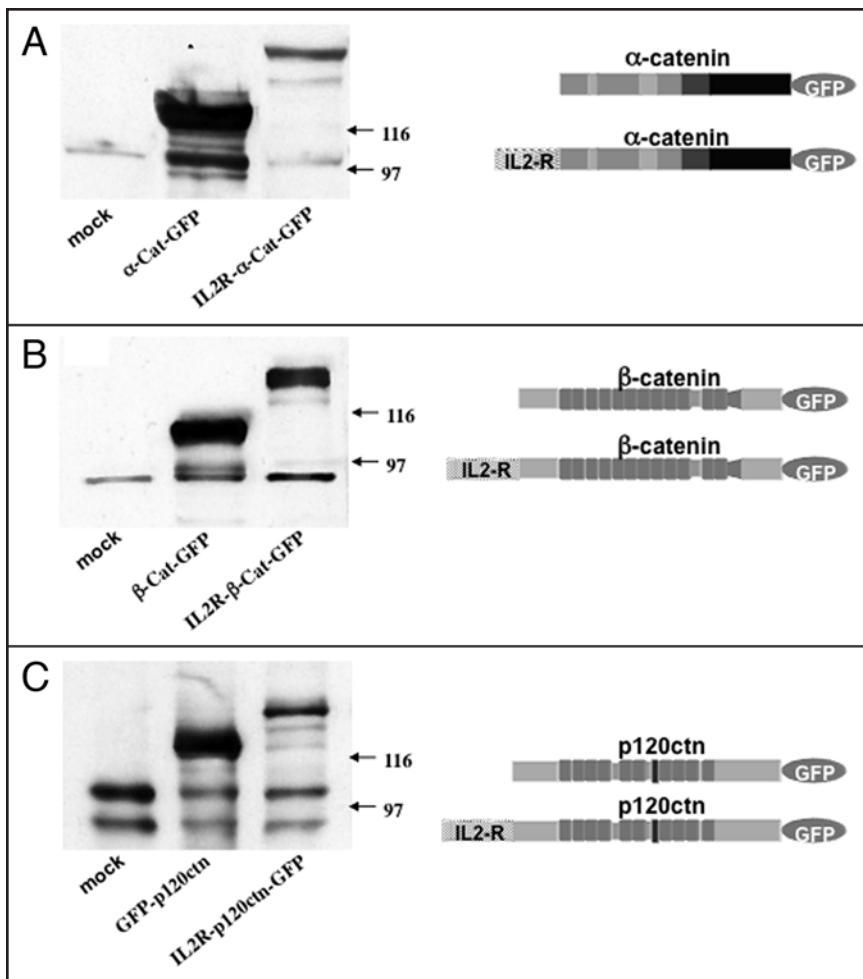 A
116
97
mock
α-Cat-GFP
IL2R-α-Cat-GFP
α-catenin
GFP
α-catenin
IL2-R
GFP
B
116
97
mock
β-Cat-GFP
IL2R-β-Cat-GFP
β-catenin
GFP
β-catenin
IL2-R
GFP
C
116
97
mock
GFP-p120ctn
IL2R-p120ctn-GFP
p120ctn
GFP
p120ctn
IL2-R
GFP